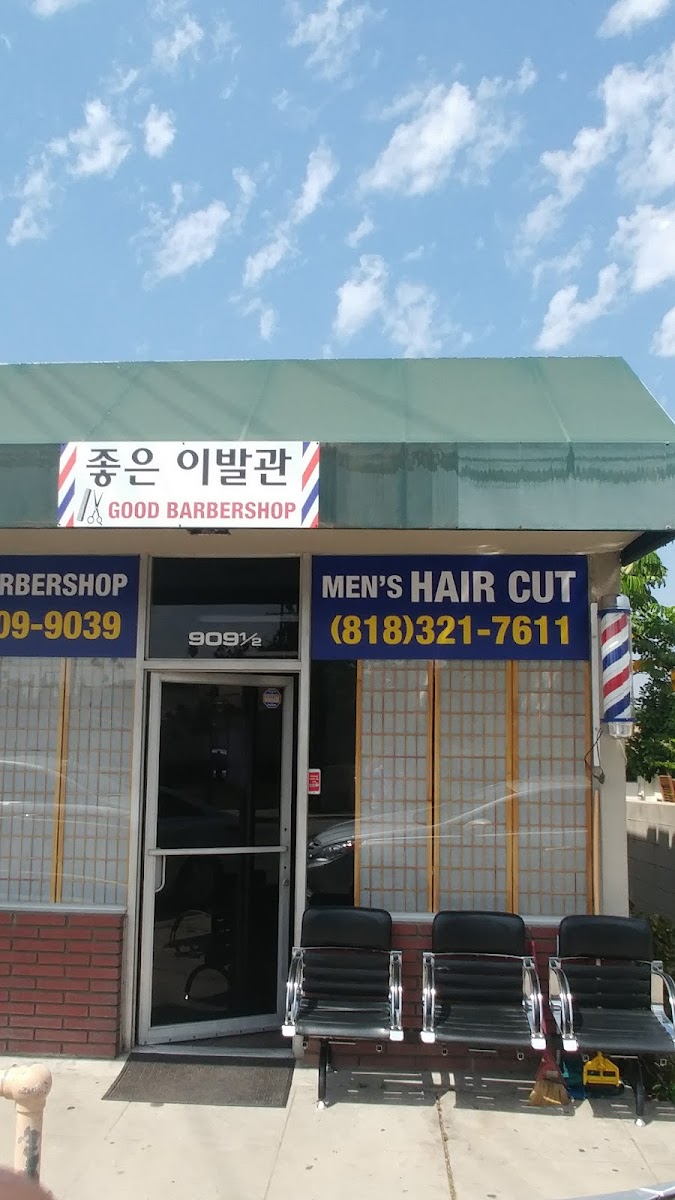 좋은 이발관
GOOD BARBERSHOP
RBERSHOP
09-9039
909½
MEN'S HAIR CUT
(818)321-7611